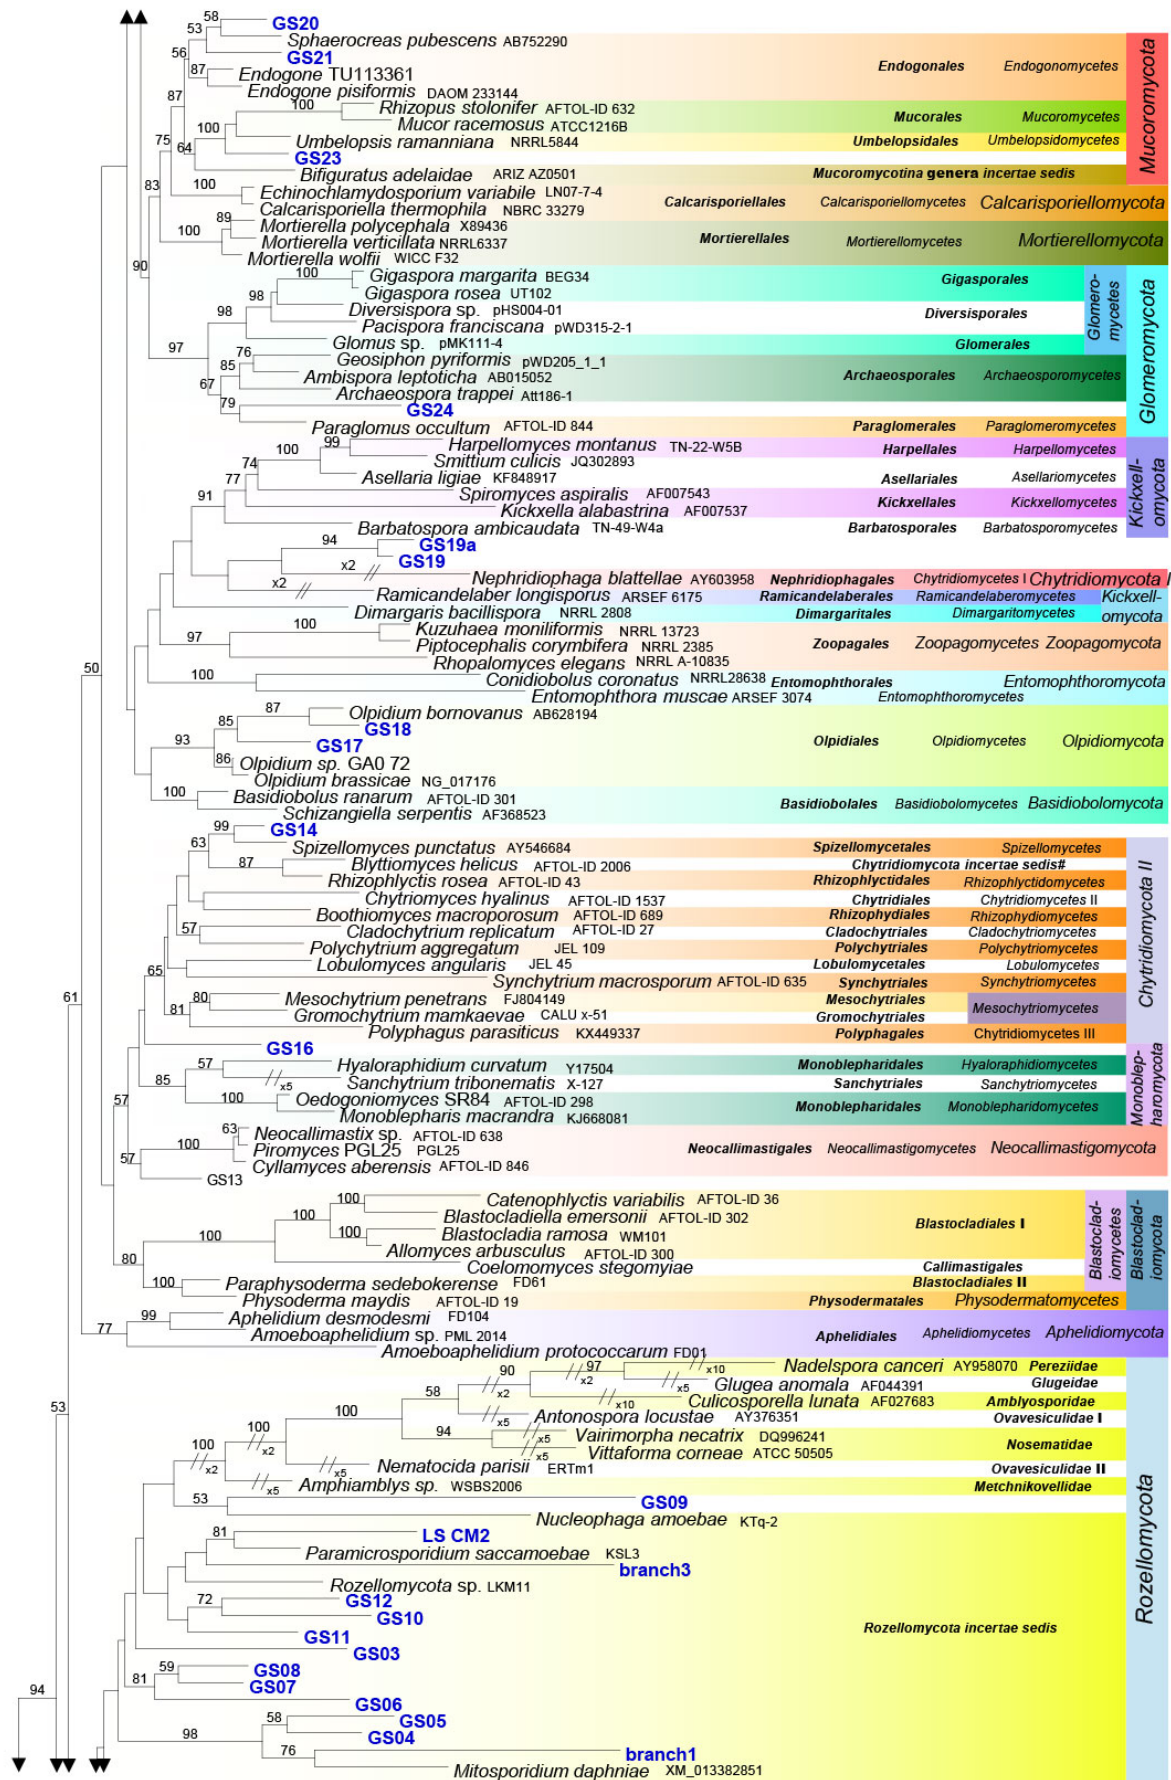 58
GS20
53
Sphaerocreas pubescens AB752290
56
GS21
Endogonales Endogonomycetes
87
Endogone TU113361
Endogone pisiformis DAOM 233144
Mucoromycota
87
100
Rhizopus stolonifer AFTOL-ID 632
Mucorales Mucoromycetes
Mucor racemosus ATCC1216B
100
75
Umbelopsis ramanniana NRRL5844
Umbelopsidales Umbelopsidomycetes
64
GS23
Bifiguratus adelaidae ARIZ AZ0501
Mucoromycotina genera incertae sedis
83
100
Echinochlamydosporium variabile LN07-7-4
Calcarisporiellales Calcarisporiellomycetes Calcarisporiellomycota
Calcarisporiella thermophila NBRC 33279
89
Mortierella polycephala X89436
100
Mortierella verticillata NRRL6337
Mortierellales Mortierellomycetes Mortierellomycota
Mortierella wolfii WICC F32
90
100
Gigaspora margarita BEG34
Gigasporales
Gigaspora rosea UT102
98
Diversispora sp. pHS004-01
Diversisporales
98
Pacispora franciscana pWD315-2-1
Glomero-
mycetes
Glomus sp. pMK111-4
Glomerales
Glomeromycota
97
76
Geosiphon pyriformis pWD205_1_1
85
Ambispora leptoticha AB015052
Archaeosporales Archaeosporomycetes
67
Archaeospora trappei Att186-1
79
GS24
Paraglomus occultum AFTOL-ID 844
Paraglomerales Paraglomeromycetes
99
Harpellomyces montanus TN-22-W5B
Harpellales Harpellomycetes
100
Smittium culicis JQ302893
74
Asellaria ligiae KF848917
Asellariales Asellariomycetes
77
Kickxell-
omycota
91
Spiromyces aspiralis AF007543
Kickxellales Kickxellomycetes
Kickxella alabastrina AF007537
Barbatospora ambicaudata TN-49-W4a
Barbatosporales Barbatosporomycetes
94
GS19a
GS19
x2
x2
Nephridiophaga blattellae AY603958
Nephridiophagales Chytridiomycetes I Chytridiomycota I
Ramicandelaber longisporus ARSEF 6175
Ramicandelaberales Ramicandelaberomycetes
Kickxell-
omycota
Dimargaris bacillispora NRRL 2808
Dimargaritales Dimargaritomycetes
100
Kuzuhaea moniliformis NRRL 13723
97
Piptocephalis corymbifera NRRL 2385
Zoopagales Zoopagomycetes Zoopagomycota
Rhopalomyces elegans NRRL A-10835
50
100
Conidiobolus coronatus NRRL28638
Entomophthorales Entomophthoromycota
Entomophthora muscae ARSEF 3074
Entomophthoromycetes
87
Olpidium bornovanus AB628194
85
GS18
93
GS17
Olpidiales Olpidiomycetes Olpidiomycota
86
Olpidium sp. GA0 72
Olpidium brassicae NG_017176
100
Basidiobolus ranarum AFTOL-ID 301
Basidiobolales Basidiobolomycetes Basidiobolomycota
Schizangiella serpentis AF368523
99
GS14
63
Spizellomyces punctatus AY546684
Spizellomycetales Spizellomycetes
87
Blyttiomyces helicus AFTOL-ID 2006
Chytridiomycota incertae sedis#
Rhizophlyctis rosea AFTOL-ID 43
Rhizophlyctidales Rhizophlyctidomycetes
Chytriomyces hyalinus AFTOL-ID 1537
Chytridiales Chytridiomycetes II
Boothiomyces macroporosum AFTOL-ID 689
Rhizophydiales Rhizophydiomycetes
57
Cladochytrium replicatum AFTOL-ID 27
Cladochytriales Cladochytriomycetes
Chytridiomycota II
Polychytrium aggregatum JEL 109
Polychytriales Polychytriomycetes
65
Lobulomyces angularis JEL 45
Lobulomycetales Lobulomycetes
Synchytrium macrosporum AFTOL-ID 635
Synchytriales Synchytriomycetes
61
80
Mesochytrium penetrans FJ804149
Mesochytriales
Mesochytriomycetes
81
Gromochytrium mamkaevae CALU x-51
Gromochytriales
Polyphagus parasiticus KX449337
Polyphagales Chytridiomycetes III
GS16
57
Hyaloraphidium curvatum Y17504
Monoblepharidales Hyaloraphidiomycetes
85
x5
Sanchytrium tribonematis X-127
Sanchytriales Sanchytriomycetes
Monoblep-
haromycota
100
Oedogoniomyces SR84 AFTOL-ID 298
Monoblepharidales Monoblepharidomycetes
57
Monoblepharis macrandra KJ668081
63
Neocallimastix sp. AFTOL-ID 638
100
Piromyces PGL25 PGL25
Neocallimastigales Neocallimastigomycetes Neocallimastigomycota
57
Cyllamyces aberensis AFTOL-ID 846
GS13
100
Catenophlyctis variabilis AFTOL-ID 36
100
Blastocladiella emersonii AFTOL-ID 302
Blastocladiales I
100
Blastocladia ramosa WM101
100
Allomyces arbusculus AFTOL-ID 300
Blastoclad-
iomycetes
Blastoclad-
iomycota
80
Coelomomyces stegomyiae
Callimastigales
100
Paraphysoderma sedebokerense FD61
Blastocladiales II
Physoderma maydis AFTOL-ID 19
Physodermatales Physodermatomycetes
99
Aphelidium desmodesmi FD104
77
Amoeboaphelidium sp. PML 2014
Aphelidiales Aphelidiomycetes Aphelidiomycota
Amoeboaphelidium protococcarum FD01
90
97
x10
Nadelspora canceri AY958070
Pereziidae
x2
x2
x5
Glugea anomala AF044391
Glugeidae
58
x10
Culicosporella lunata AF027683
Amblyosporidae
53
100
x5
Antonospora locustae AY376351
Ovavesiculidae I
94
x5
Vairimorpha necatrix DQ996241
Nosematidae
100
x2
x5
Vittaforma corneae ATCC 50505
100
x2
x5
Nematocida parisii ERTm1
Ovavesiculidae II
x5
Amphiamblys sp. WSBS2006
Metchnikovellidae
53
GS09
Nucleophaga amoebae KTq-2
81
LS CM2
Paramicrosporidium saccamoebae KSL3
branch3
Rozellomycota
Rozellomycota sp. LKM11
72
GS12
GS10
GS11
Rozellomycota incertae sedis
GS03
59
GS08
81
GS07
94
GS06
58
GS05
98
GS04
76
branch1
Mitosporidium daphniae XM_013382851